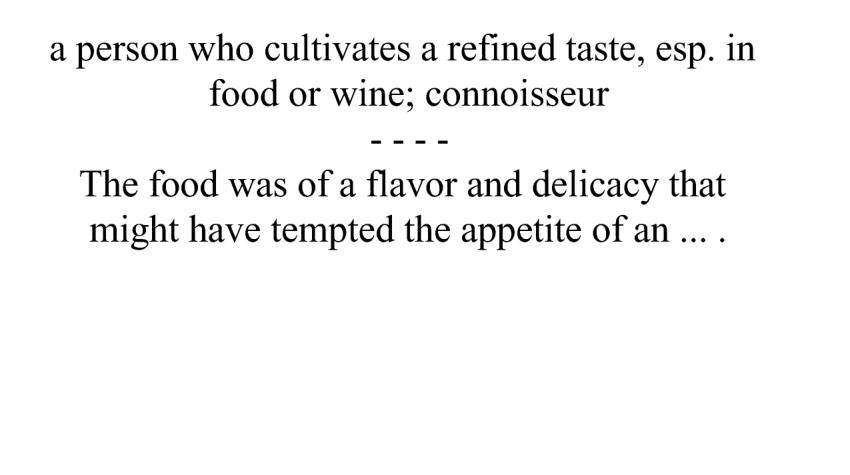 a person who cultivates a refined taste, esp. in
food or wine; connoisseur
- - - -
The food was of a flavor and delicacy that
might have tempted the appetite of an ... .